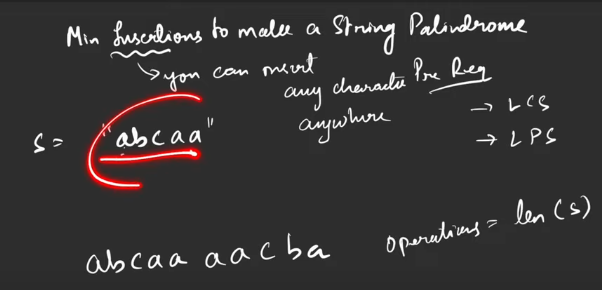 Min Insertions to make a String Palindrome
you can insert
any character
anywhere
Pre Req
→ LCS
→ LPS
S = "abcaa"
abcaa aacba
operations = len(s)